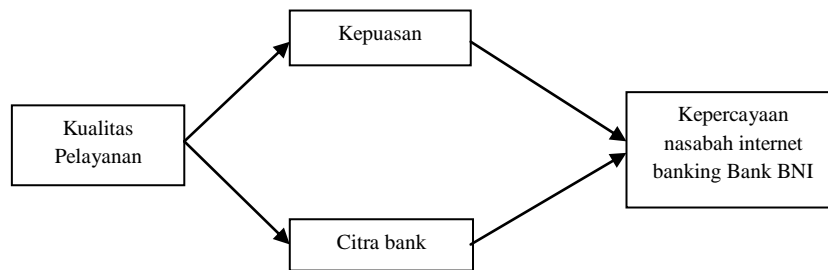 Kepuasan
Kualitas
Pelayanan
Kepercayaan
nasabah internet
banking Bank BNI
Citra bank